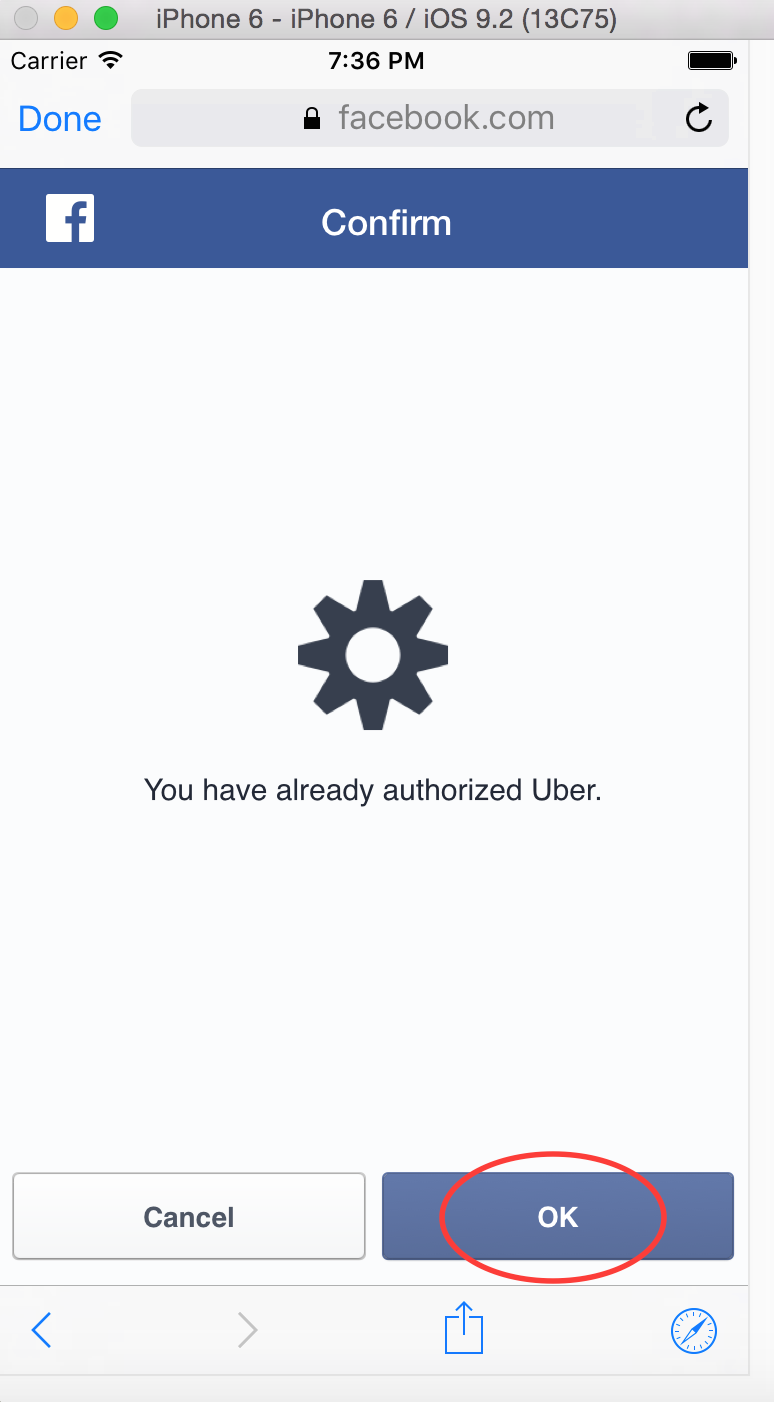 iPhone 6 - iPhone 6 / iOS 9.2 (13C75)
Carrier 7:36 PM
Done facebook.com
f Confirm
You have already authorized Uber.
Cancel OK